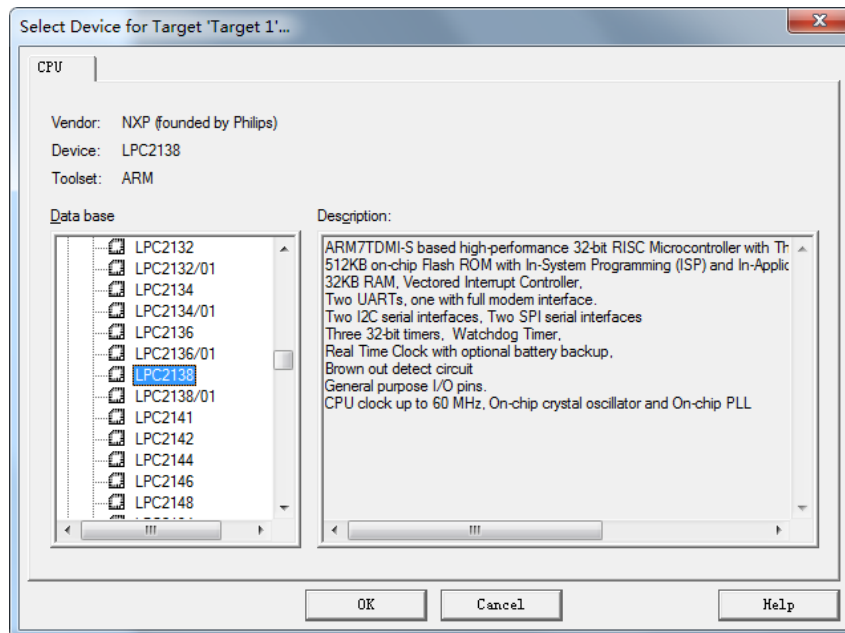 Select Device for Target 'Target 1'...
CPU
Vendor: NXP (founded by Philips)
Device: LPC2138
Toolset: ARM
Data base
LPC2132
LPC2132/01
LPC2134
LPC2134/01
LPC2136
LPC2136/01
LPC2138
LPC2138/01
LPC2141
LPC2142
LPC2144
LPC2146
LPC2148
Description:
ARM7TDMI-S based high-performance 32-bit RISC Microcontroller with Th
512KB on-chip Flash ROM with In-System Programming (ISP) and In-Applic
32KB RAM, Vectored Interrupt Controller,
Two UARTs, one with full modem interface.
Two I2C serial interfaces, Two SPI serial interfaces
Three 32-bit timers, Watchdog Timer,
Real Time Clock with optional battery backup,
Brown out detect circuit
General purpose I/O pins.
CPU clock up to 60 MHz, On-chip crystal oscillator and On-chip PLL
OK Cancel Help